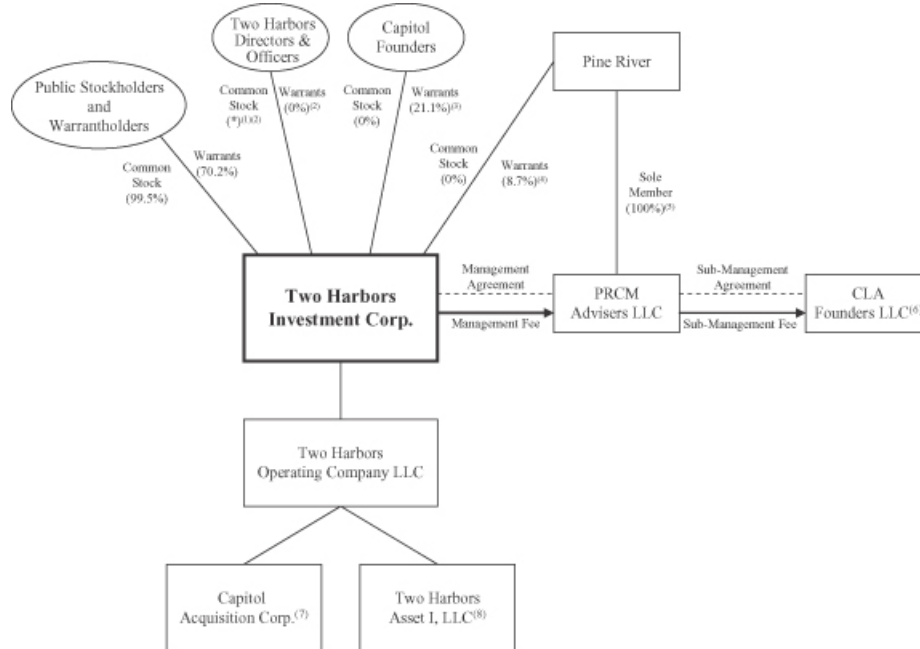 Two Harbors
Directors &
Officers
Capitol
Founders
Pine River
Public Stockholders
and
Warrantholders
Common
Stock
(99.5%)
Warrants
(70.2%)
Common
Stock
(*)(1)(2)
Warrants
(0%)(2)
Common
Stock
(0%)
Warrants
(21.1%)(3)
Common
Stock
(0%)
Warrants
(8.7%)(4)
Sole
Member
(100%)(5)
Two Harbors
Investment Corp.
Management
Agreement
Management Fee
PRCM
Advisers LLC
Sub-Management
Agreement
Sub-Management Fee
CLA
Founders LLC(6)
Two Harbors
Operating Company LLC
Capitol
Acquisition Corp.(7)
Two Harbors
Asset I, LLC(8)